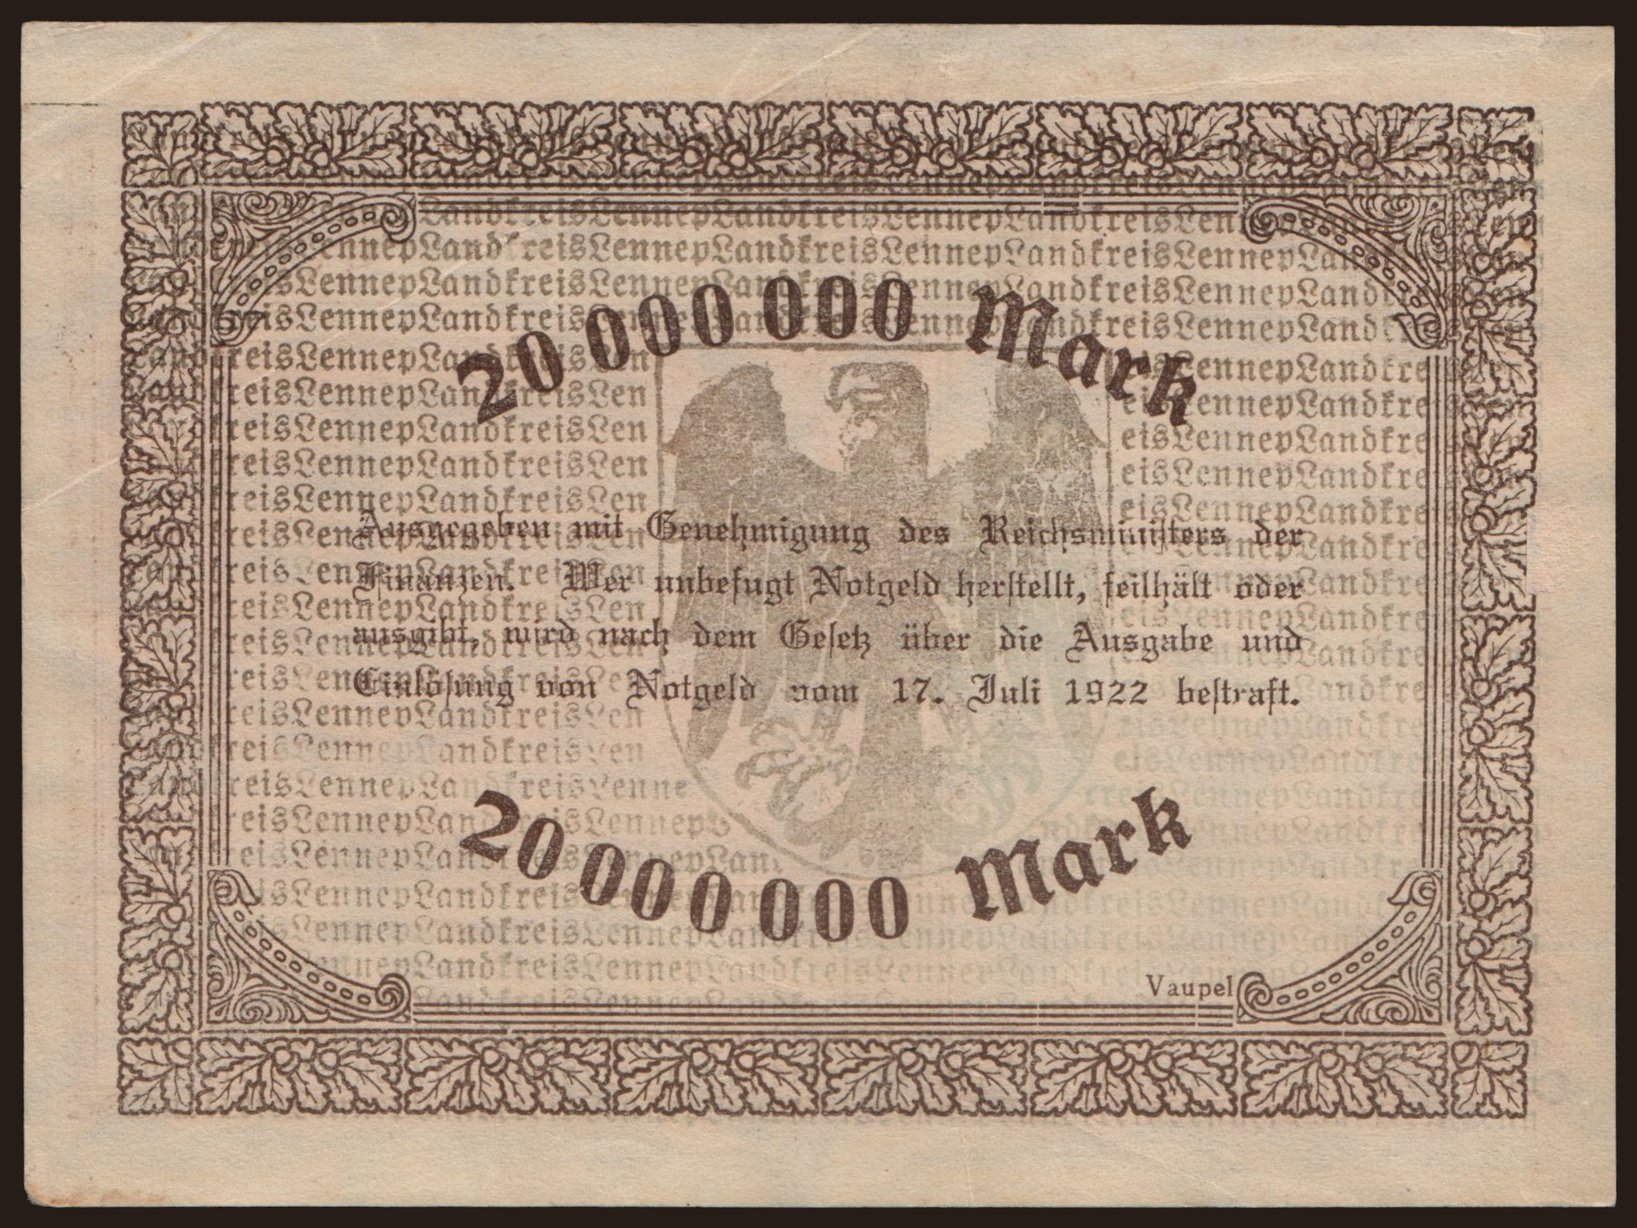 20 000 000 Mark
Ausgegeben mit Genehmigung des Reichsministers der
Finanzen. Wer unbefugt Notgeld herstellt, feilhält oder
ausgibt, wird nach dem Gesetz über die Ausgabe und
Einlösung von Notgeld vom 17. Juli 1922 bestraft.
20 000 000 Mark
Vaupel
LandkreisLennepLandkreisLennepLandkreisLen